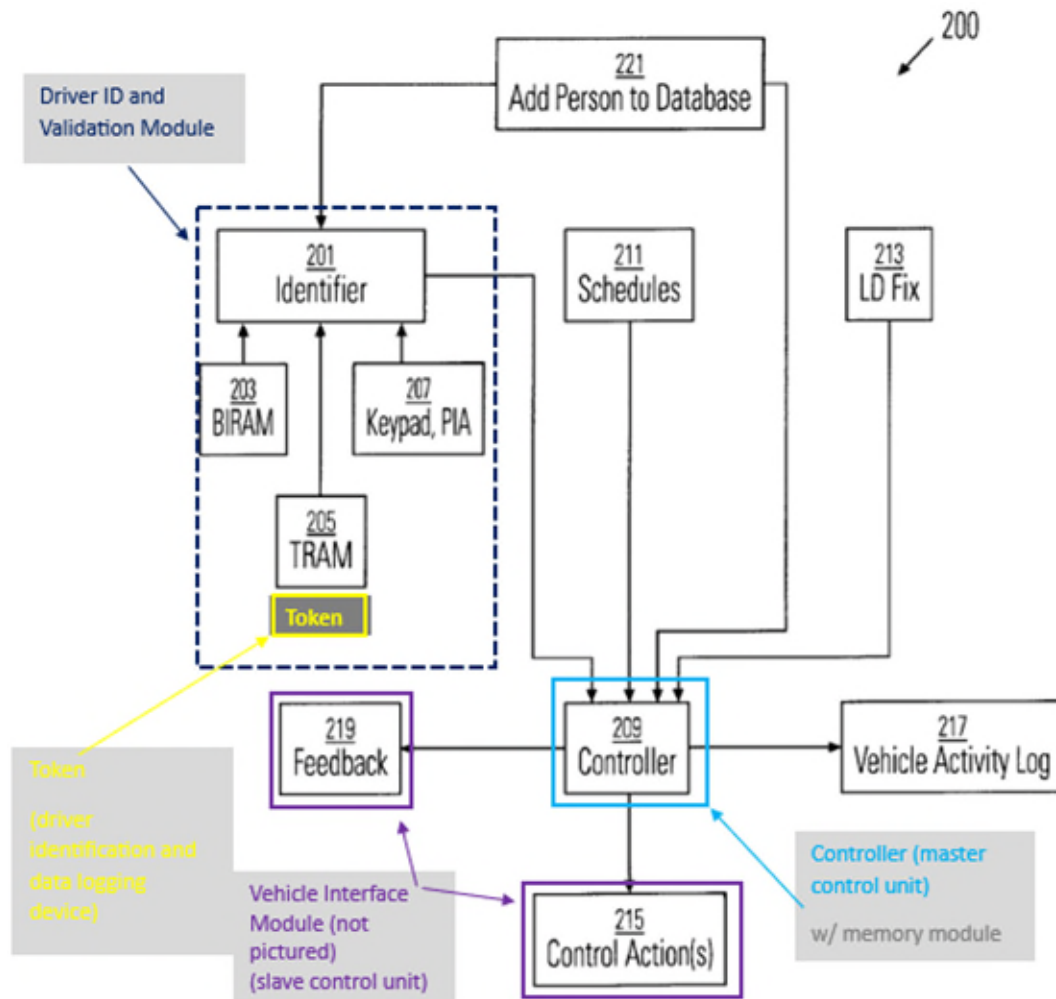 200
221
Add Person to Database
Driver ID and
Validation Module
201
Identifier
211
Schedules
213
LD Fix
203
BIRAM
207
Keypad, PIA
205
TRAM
Token
219
Feedback
209
Controller
217
Vehicle Activity Log
Token
(driver
identification and
data logging
device)
Vehicle Interface
Module (not
pictured)
(slave control unit)
215
Control Action(s)
Controller (master
control unit)
w/ memory module